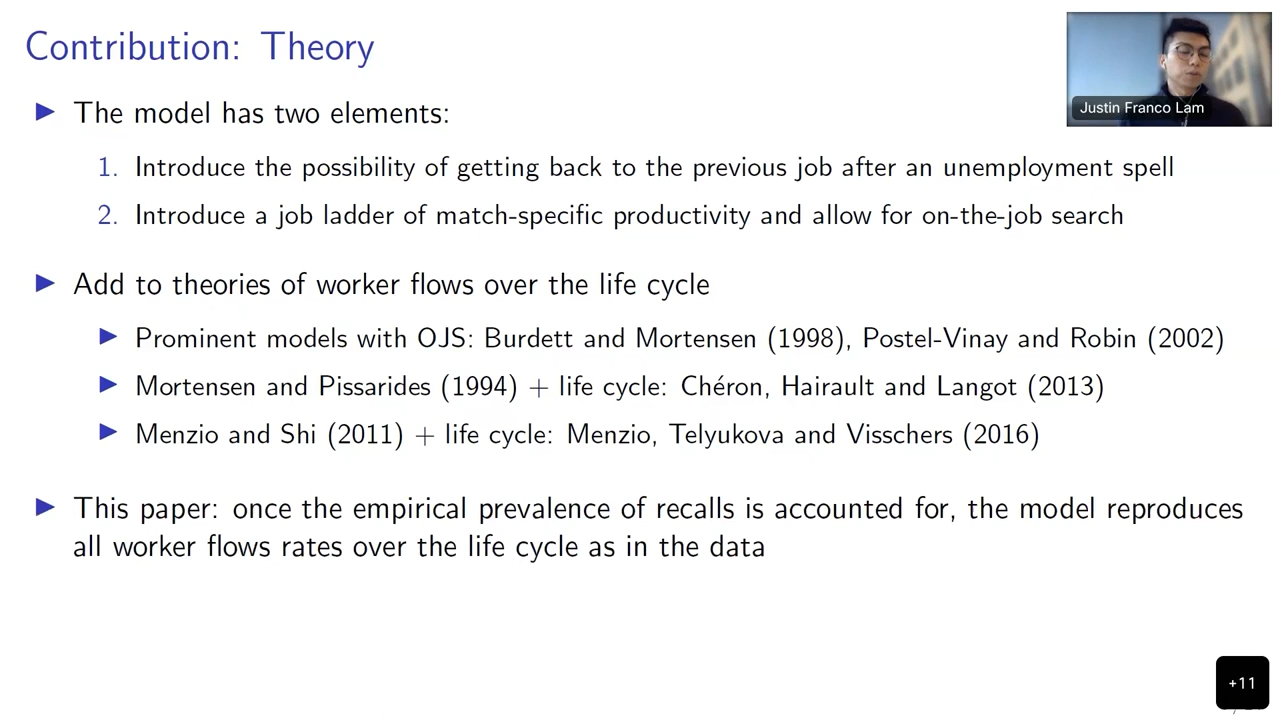 Contribution: Theory
Justin Franco Lam
▶ The model has two elements:
1. Introduce the possibility of getting back to the previous job after an unemployment spell
2. Introduce a job ladder of match-specific productivity and allow for on-the-job search
▶ Add to theories of worker flows over the life cycle
▶ Prominent models with OJS: Burdett and Mortensen (1998), Postel-Vinay and Robin (2002)
▶ Mortensen and Pissarides (1994) + life cycle: Chéron, Hairault and Langot (2013)
▶ Menzio and Shi (2011) + life cycle: Menzio, Telyukova and Visschers (2016)
▶ This paper: once the empirical prevalence of recalls is accounted for, the model reproduces
all worker flows rates over the life cycle as in the data
+11